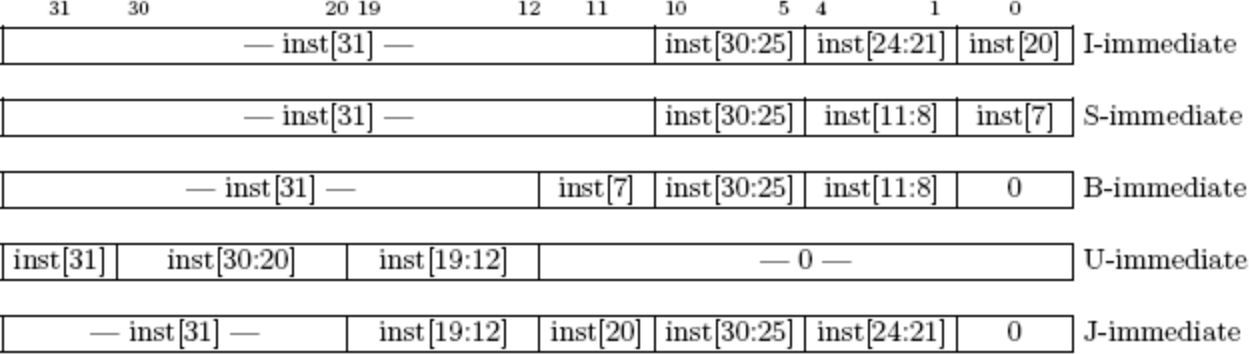 31 30 20 19 12 11 10 5 4 1 0
— inst[31] — inst[30:25] inst[24:21] inst[20] I-immediate
— inst[31] — inst[30:25] inst[11:8] inst[7] S-immediate
— inst[31] — inst[7] inst[30:25] inst[11:8] 0 B-immediate
inst[31] inst[30:20] inst[19:12] — 0 — U-immediate
— inst[31] — inst[19:12] inst[20] inst[30:25] inst[24:21] 0 J-immediate